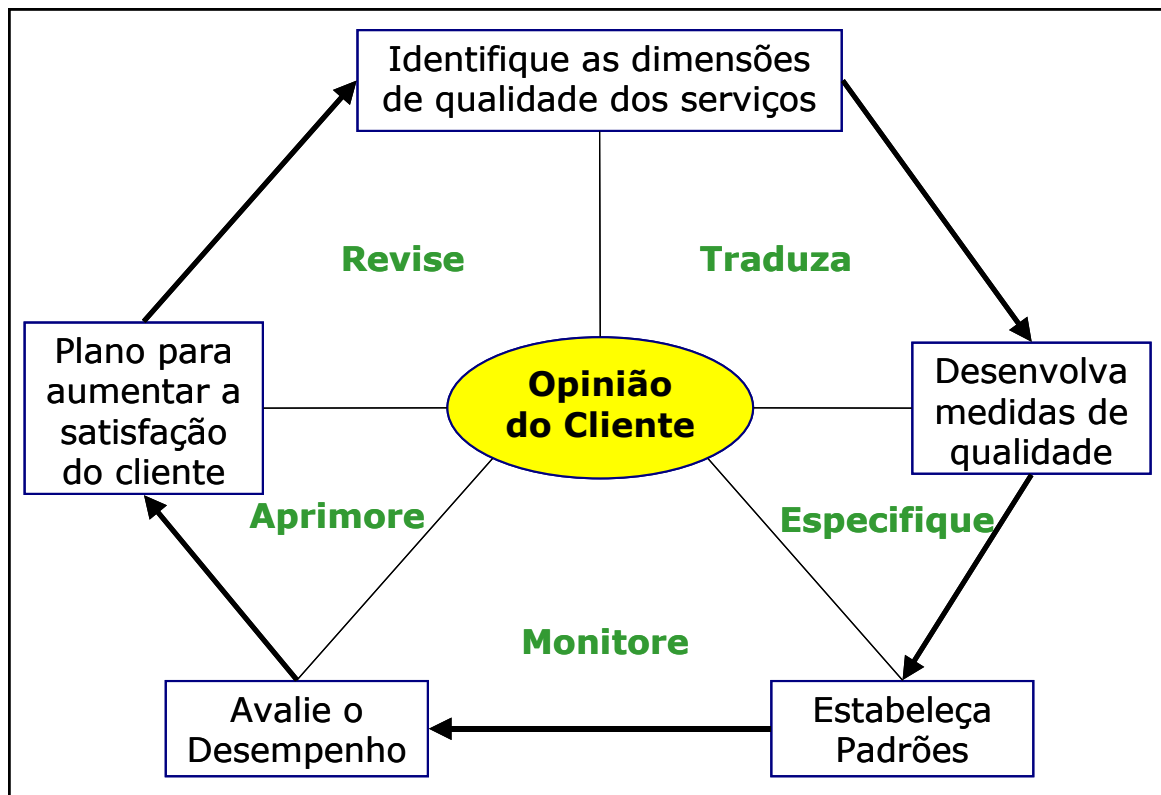 Identifique as dimensões
de qualidade dos serviços
Revise
Traduza
Plano para
aumentar a
satisfação
do cliente
Opinião
do Cliente
Desenvolva
medidas de
qualidade
Aprimore
Especifique
Monitore
Avalie o
Desempenho
Estabeleça
Padrões